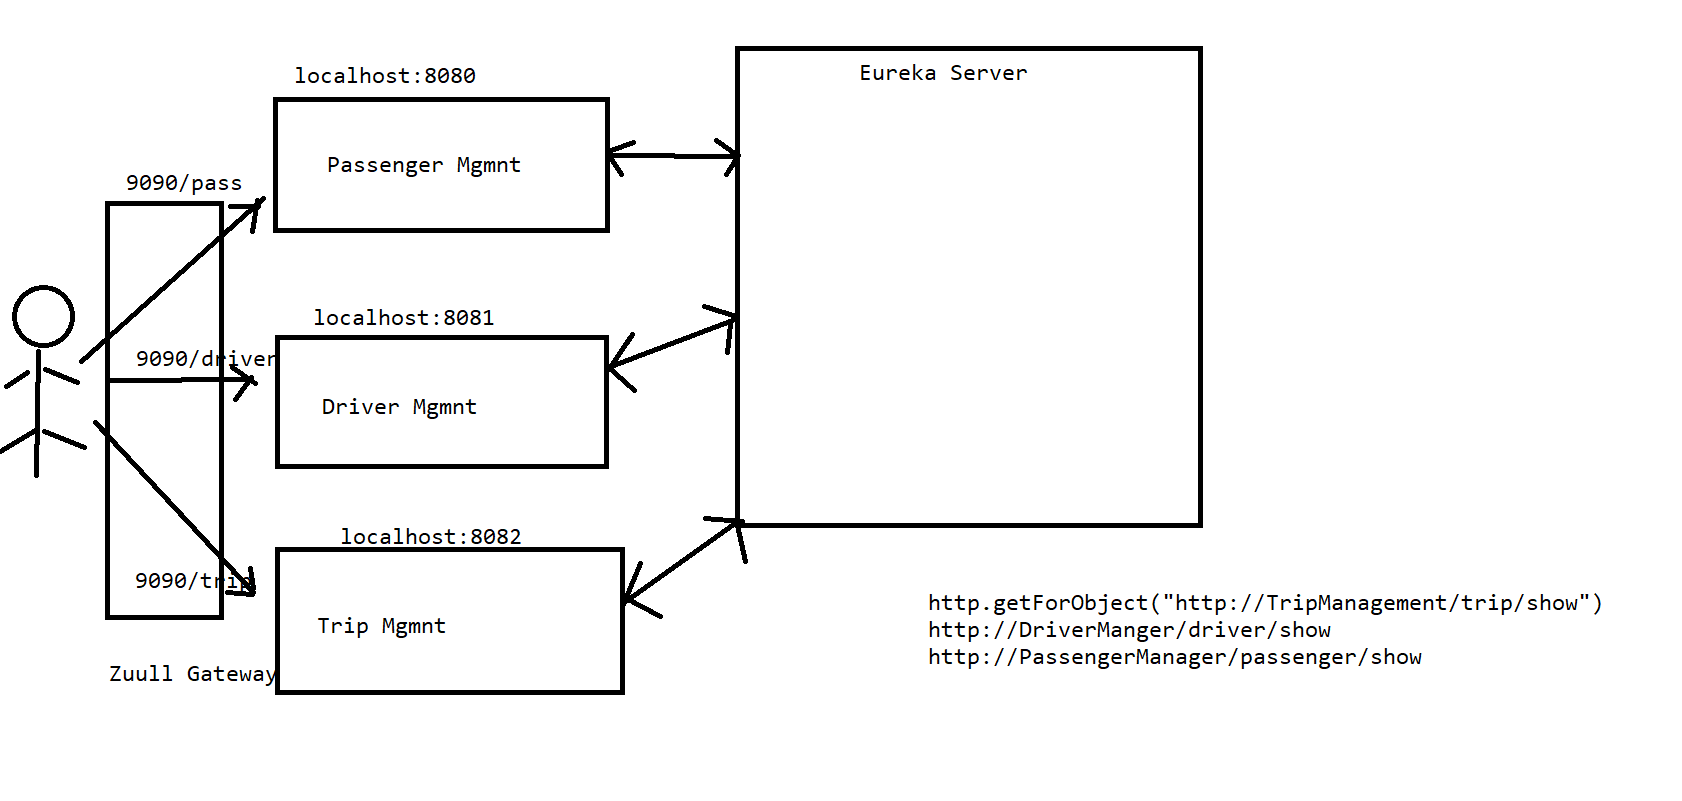 Eureka Server
localhost:8080
Passenger Mgmnt
9090/pass
localhost:8081
9090/driver
Driver Mgmnt
localhost:8082
9090/trip
Trip Mgmnt
Zuull Gateway
http.getForObject("http://TripManagement/trip/show")
http://DriverManger/driver/show
http://PassengerManager/passenger/show